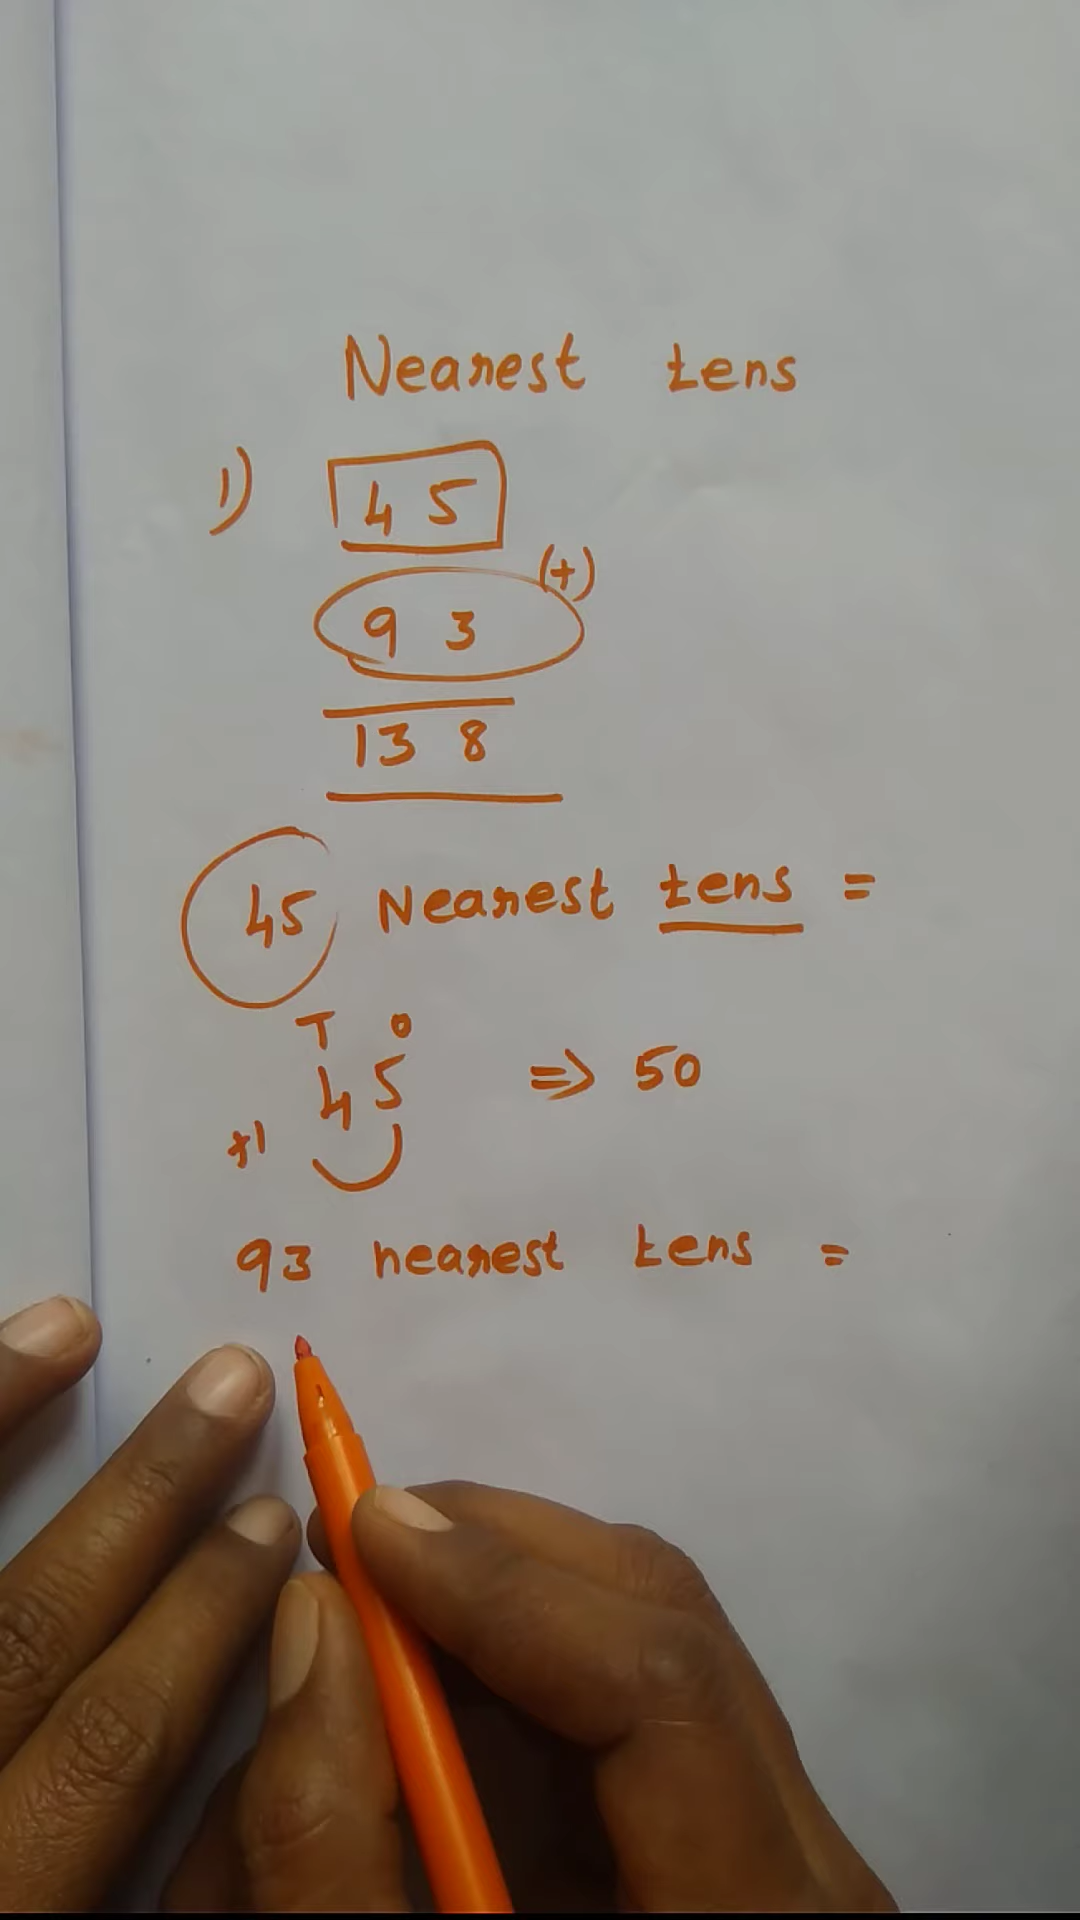 Nearest tens
1) 45
(+)
93
138
45 Nearest tens =
T O
45 => 50
+1
93 nearest tens =